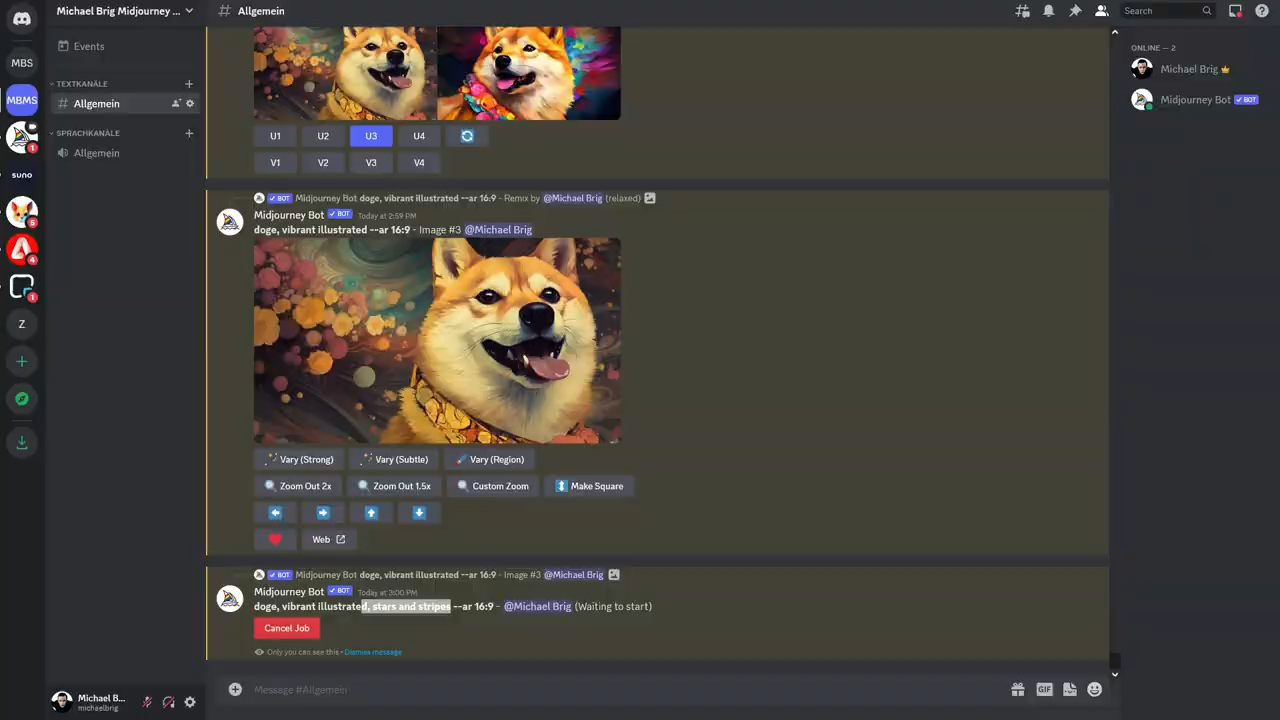 Michael Brig Midjourney ...
# Allgemein
Search
Events
TEXTKANÄLE
# Allgemein
SPRACHKANÄLE
Allgemein
MBS
MBMS
1
suno
5
4
1
Z
Michael B...
michaelbrig
U1 U2 U3 U4
V1 V2 V3 V4
BOT Midjourney Bot doge, vibrant illustrated --ar 16:9 - Remix by @Michael Brig (relaxed)
Midjourney Bot BOT Today at 2:59 PM
doge, vibrant illustrated --ar 16:9 - Image #3 @Michael Brig
Vary (Strong) Vary (Subtle) Vary (Region)
Zoom Out 2x Zoom Out 1.5x Custom Zoom Make Square
Web
BOT Midjourney Bot doge, vibrant illustrated --ar 16:9 - Image #3 @Michael Brig
Midjourney Bot BOT Today at 3:00 PM
doge, vibrant illustrated, stars and stripes --ar 16:9 - @Michael Brig (Waiting to start)
Cancel Job
Only you can see this • Dismiss message
Message #Allgemein
GIF
ONLINE — 2
Michael Brig
Midjourney Bot BOT